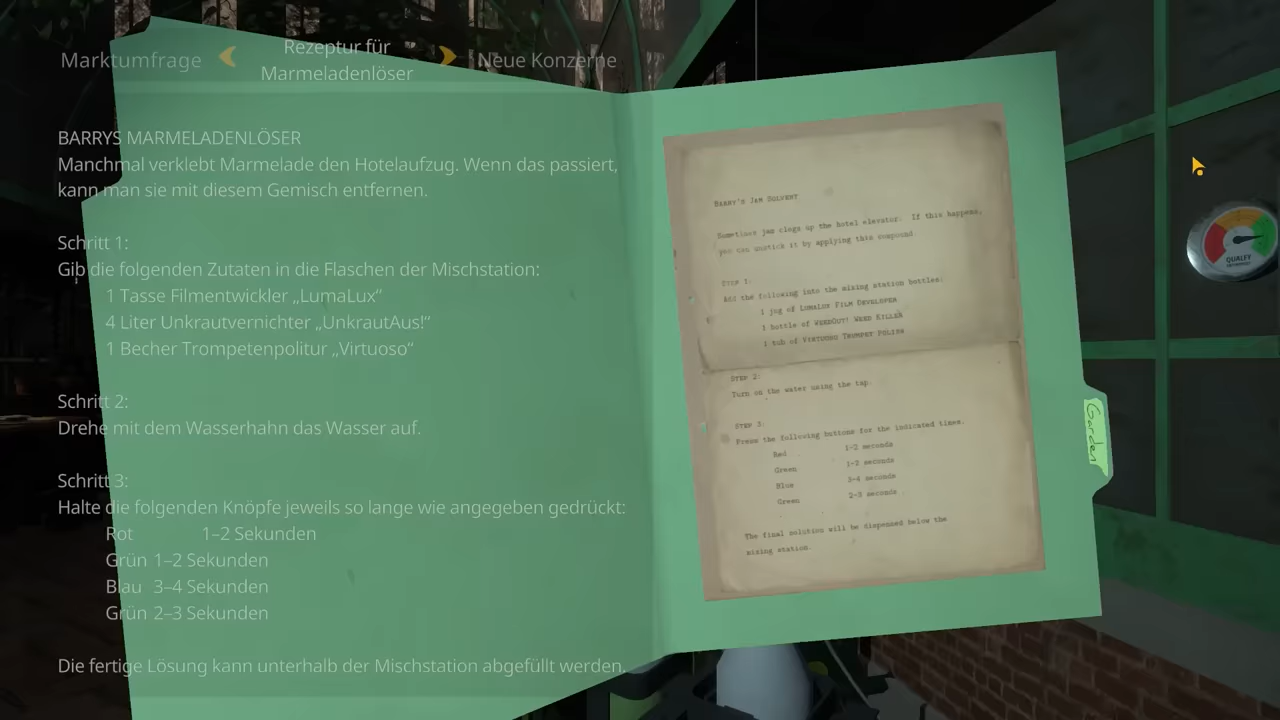 Marktumfrage
Rezeptur für
Marmeladenlöser
Neue Konzerne
BARRYS MARMELADENLÖSER
Manchmal verklebt Marmelade den Hotelaufzug. Wenn das passiert,
kann man sie mit diesem Gemisch entfernen.
Schritt 1:
Gib die folgenden Zutaten in die Flaschen der Mischstation:
1 Tasse Filmentwickler „LumaLux“
4 Liter Unkrautvernichter „UnkrautAus!“
1 Becher Trompetenpolitur „Virtuoso“
Schritt 2:
Drehe mit dem Wasserhahn das Wasser auf.
Schritt 3:
Halte die folgenden Knöpfe jeweils so lange wie angegeben gedrückt:
Rot 1–2 Sekunden
Grün 1–2 Sekunden
Blau 3–4 Sekunden
Grün 2–3 Sekunden
Die fertige Lösung kann unterhalb der Mischstation abgefüllt werden.
BARRY'S JAM SOLVENT
Sometimes jam clogs up the hotel elevator. If this happens,
you can unstick it by applying this compound.
STEP 1:
Add the following into the mixing station bottles:
1 jug of LUMALUX FILM DEVELOPER
1 bottle of WEEDOUT! WEED KILLER
1 tub of VIRTUOSO TRUMPET POLISH
STEP 2:
Turn on the water using the tap.
STEP 3:
Press the following buttons for the indicated times.
Red 1-2 seconds
Green 1-2 seconds
Blue 3-4 seconds
Green 2-3 seconds
The final solution will be dispensed below the
mixing station.
Garden
QUALFY